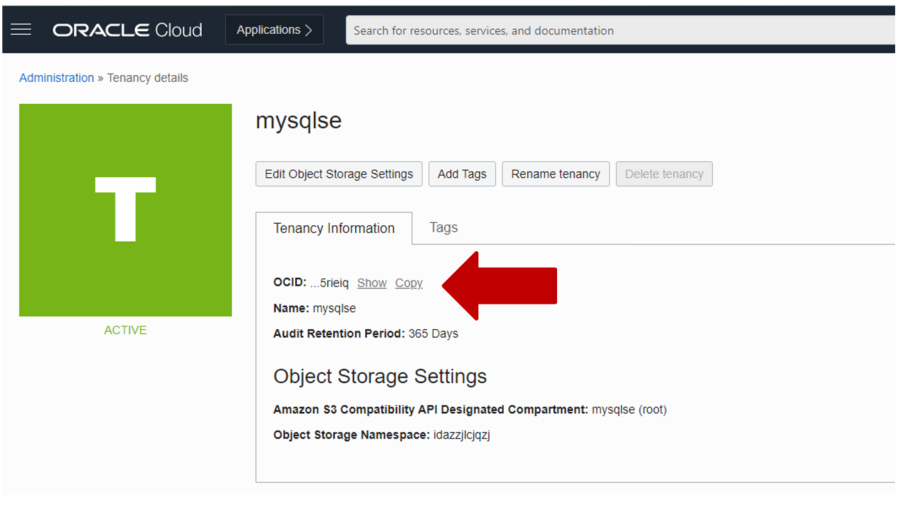 ORACLE Cloud Applications > Search for resources, services, and documentation
Administration » Tenancy details
T
ACTIVE
mysqlse
Edit Object Storage Settings Add Tags Rename tenancy Delete tenancy
Tenancy Information Tags
OCID: ...5rieiq Show Copy
Name: mysqlse
Audit Retention Period: 365 Days
Object Storage Settings
Amazon S3 Compatibility API Designated Compartment: mysqlse (root)
Object Storage Namespace: idazzjlcjqzj